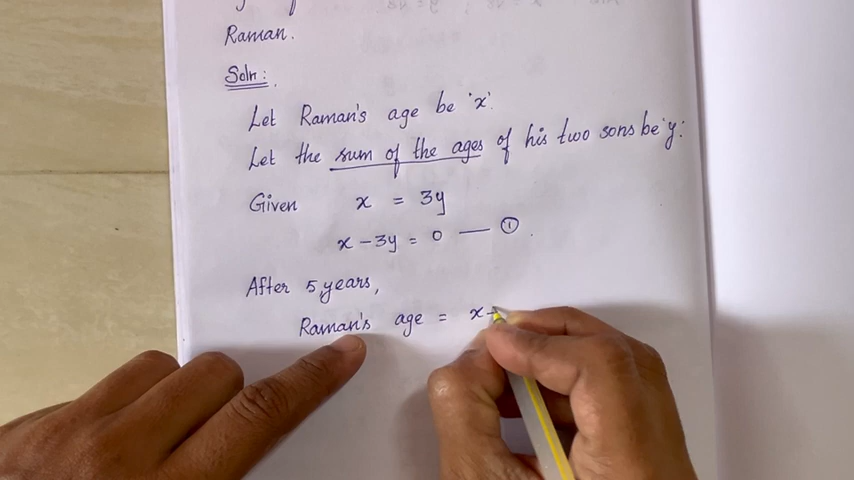 Raman.
Soln:
Let Raman's age be 'x'.
Let the sum of the ages of his two sons be 'y'.
Given x = 3y
x - 3y = 0 — ①.
After 5 years,
Raman's age = x+